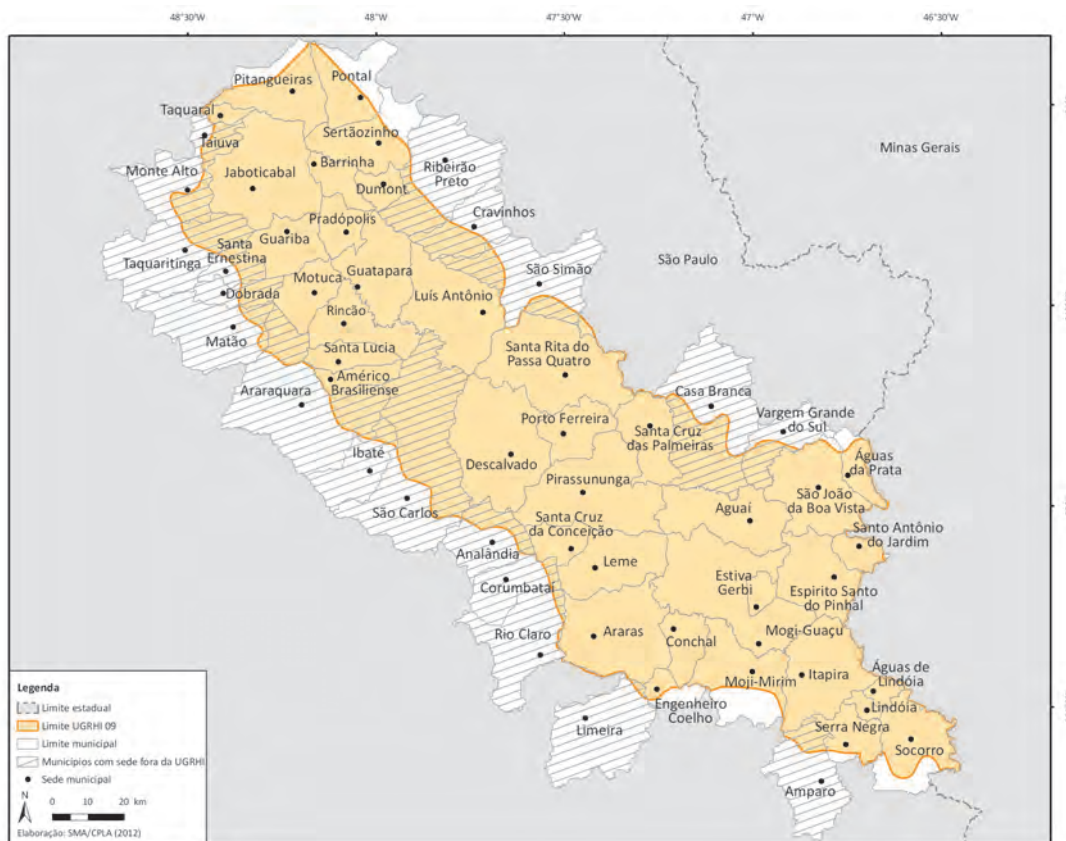 48°30'W
48°W
47°30'W
47°W
46°30'W
Pitangueiras
Pontal
Taquaral
Taiuva
Sertãozinho
Minas Gerais
Monte Alto
Barrinha
Ribeirão
Preto
Jaboticabal
Dumont
Cravinhos
Pradópolis
Guariba
Santa
Ernestina
Taquaritinga
São Paulo
Motuca
Guatapara
São Simão
Dobrada
Luís Antônio
Rincão
Matão
Santa Lucia
Santa Rita do
Passa Quatro
Américo
Brasiliense
Araraquara
Casa Branca
Porto Ferreira
Vargem Grande
do Sul
Santa Cruz
das Palmeiras
Ibaté
Descalvado
Águas
da Prata
Pirassununga
São João
da Boa Vista
São Carlos
Aguaí
Santa Cruz
da Conceição
Santo Antônio
do Jardim
Analândia
Leme
Corumbataí
Estiva
Gerbi
Espirito Santo
do Pinhal
Rio Claro
Araras
Conchal
Mogi-Guaçu
Moji-Mirim
Itapira
Águas de
Lindóia
Engenheiro
Coelho
Lindóia
Limeira
Serra Negra
Socorro
Amparo
Legenda
Limite estadual
Limite UGRHI 09
Limite municipal
Municípios com sede fora da UGRHI
Sede municipal
N
0 10 20 km
Elaboração: SMA/CPLA (2012)